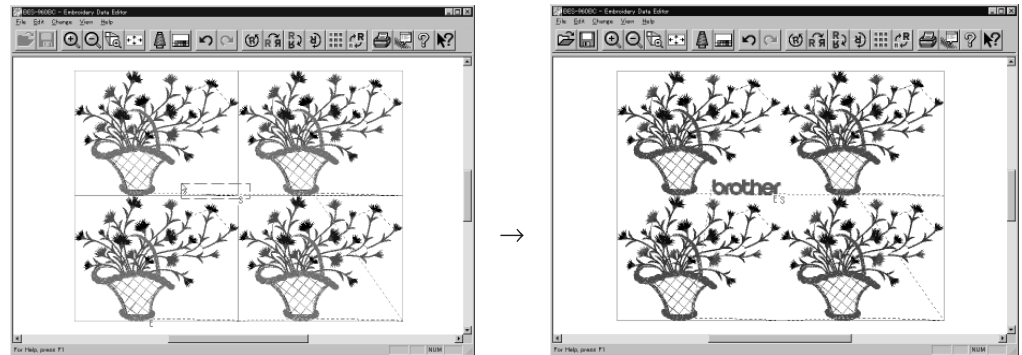 BES-960BC - Embroidery Data Editor
File Edit Change View Help
S
E
For Help, press F1
NUM
→
BES-960BC - Embroidery Data Editor
File Edit Change View Help
brother
E S
For Help, press F1
NUM